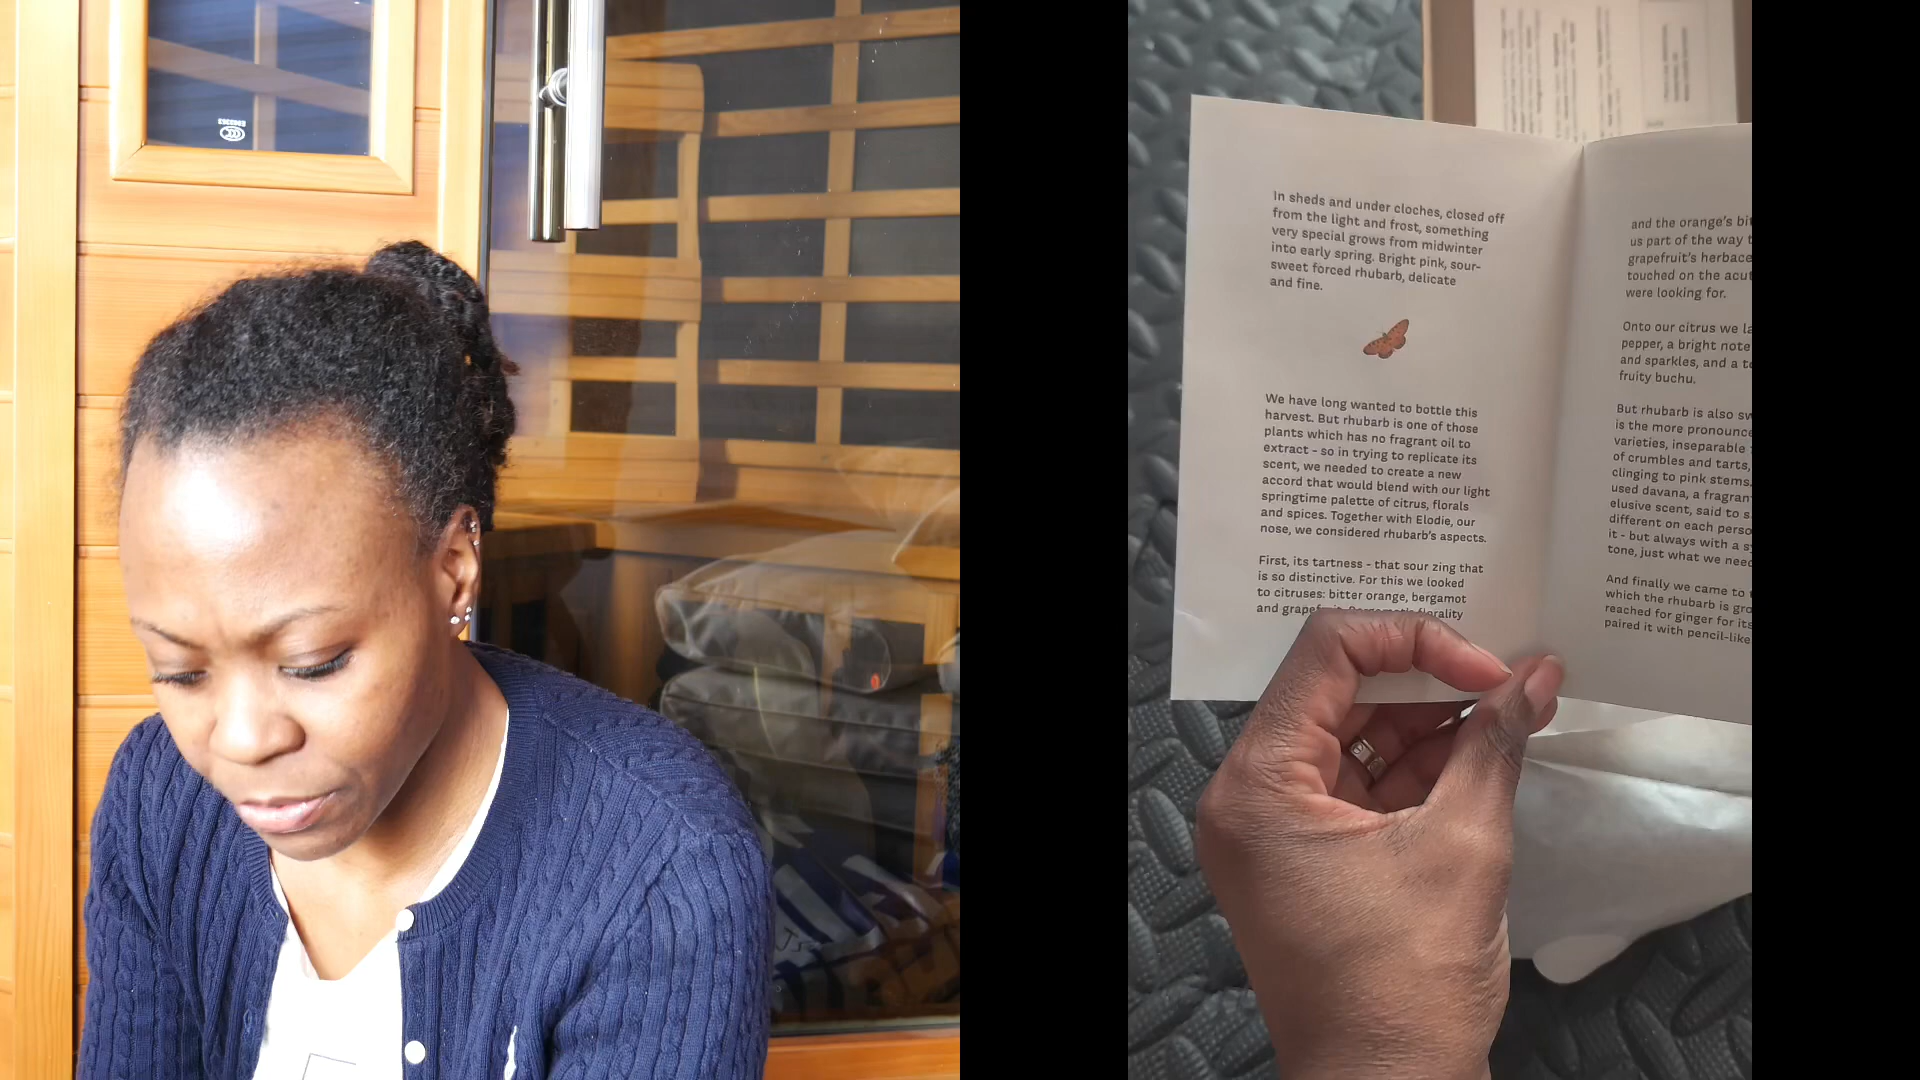 In sheds and under cloches, closed off
from the light and frost, something
very special grows from midwinter
into early spring. Bright pink, sour-
sweet forced rhubarb, delicate
and fine.
We have long wanted to bottle this
harvest. But rhubarb is one of those
plants which has no fragrant oil to
extract - so in trying to replicate its
scent, we needed to create a new
accord that would blend with our light
springtime palette of citrus, florals
and spices. Together with Elodie, our
nose, we considered rhubarb's aspects.
First, its tartness - that sour zing that
is so distinctive. For this we looked
to citruses: bitter orange, bergamot
and
and the orange's
us part of the way
grapefruit's
touched on the
were looking for.
Onto our citrus we
pepper, a bright note
and sparkles, and a
fruity buchu.
But rhubarb is also
is the more
varieties, inseparable
of crumbles and tarts,
clinging to pink stems.
used davana, a
elusive scent, said to
different on each
it - but always with a
tone, just what we
And finally we came to
which the rhubarb is
reached for ginger for its
paired it with pencil-like